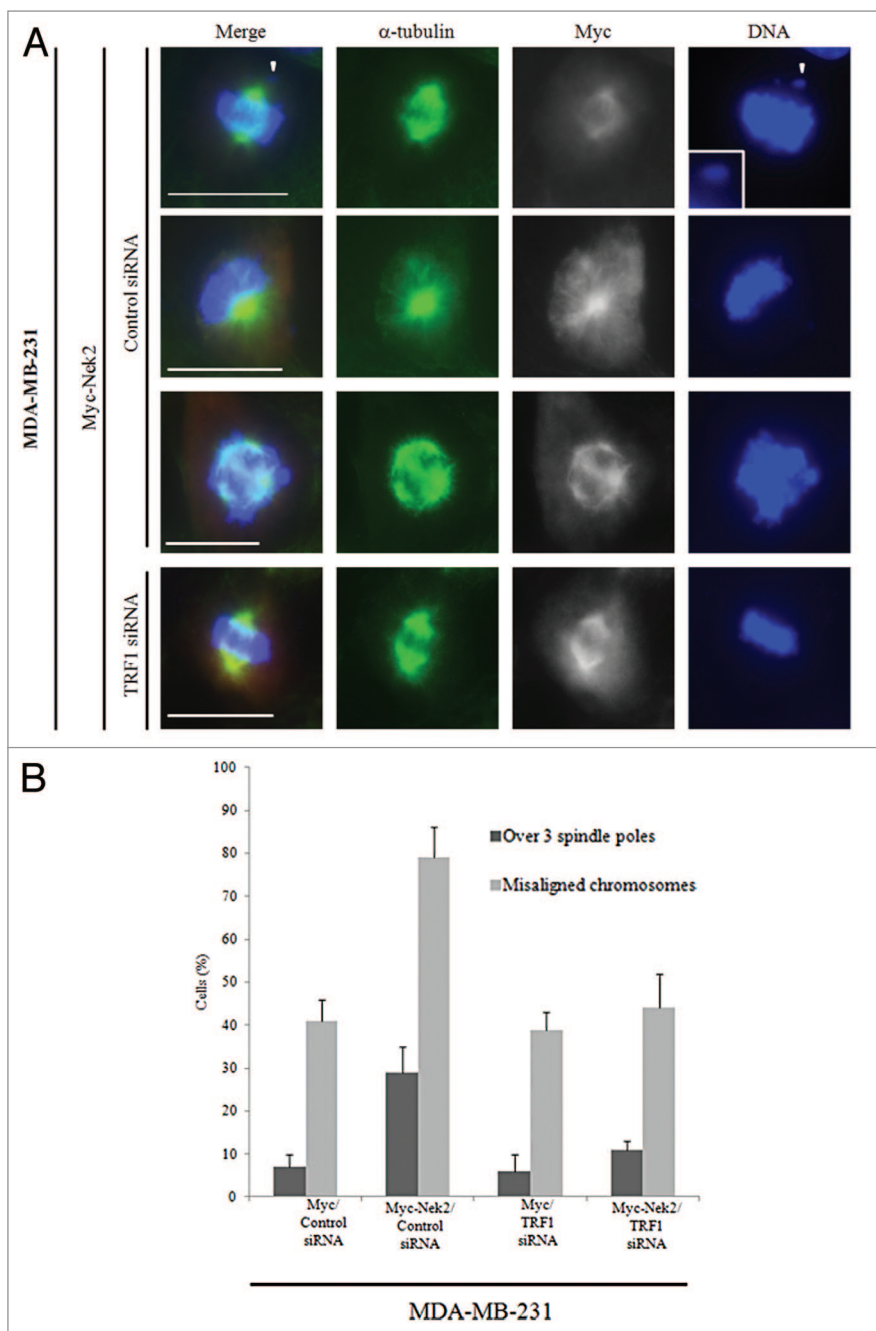 A
Merge
α-tubulin
Myc
DNA
MDA-MB-231
Myc-Nek2
Control siRNA
TRF1 siRNA
B
100
90
80
70
60
50
40
30
20
10
0
Cells (%)
Over 3 spindle poles
Misaligned chromosomes
Myc/
Control
siRNA
Myc-Nek2/
Control
siRNA
Myc/
TRF1
siRNA
Myc-Nek2/
TRF1
siRNA
MDA-MB-231